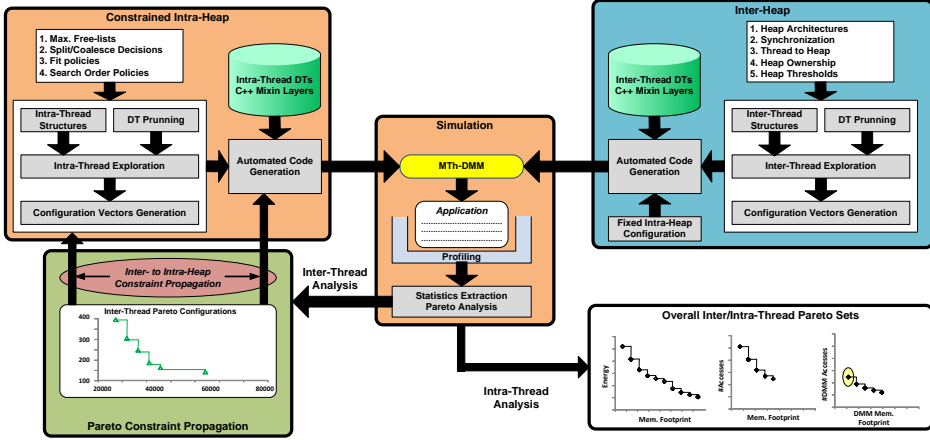 Constrained Intra-Heap
1. Max. Free-lists
2. Split/Coalesce Decisions
3. Fit policies
4. Search Order Policies
Intra-Thread DTs
C++ Mixin Layers
Intra-Thread
Structures
DT Prunning
Intra-Thread Exploration
Configuration Vectors Generation
Automated Code
Generation
Simulation
MTh-DMM
Application
Profiling
Statistics Extraction
Pareto Analysis
Inter-Heap
1. Heap Architectures
2. Synchronization
3. Thread to Heap
4. Heap Ownership
5. Heap Thresholds
Inter-Thread DTs
C++ Mixin Layers
Automated Code
Generation
Fixed Intra-Heap
Configuration
Inter-Thread
Structures
DT Prunning
Inter-Thread Exploration
Configuration Vectors Generation
Inter- to Intra-Heap
Constraint Propagation
Inter-Thread
Analysis
Inter-Thread Pareto Configurations
400
300
200
100
20000
40000
60000
80000
Pareto Constraint Propagation
Intra-Thread
Analysis
Overall Inter/Intra-Thread Pareto Sets
Energy
Mem. Footprint
#Accesses
Mem. Footprint
#DMM Accesses
DMM Mem.
Footprint